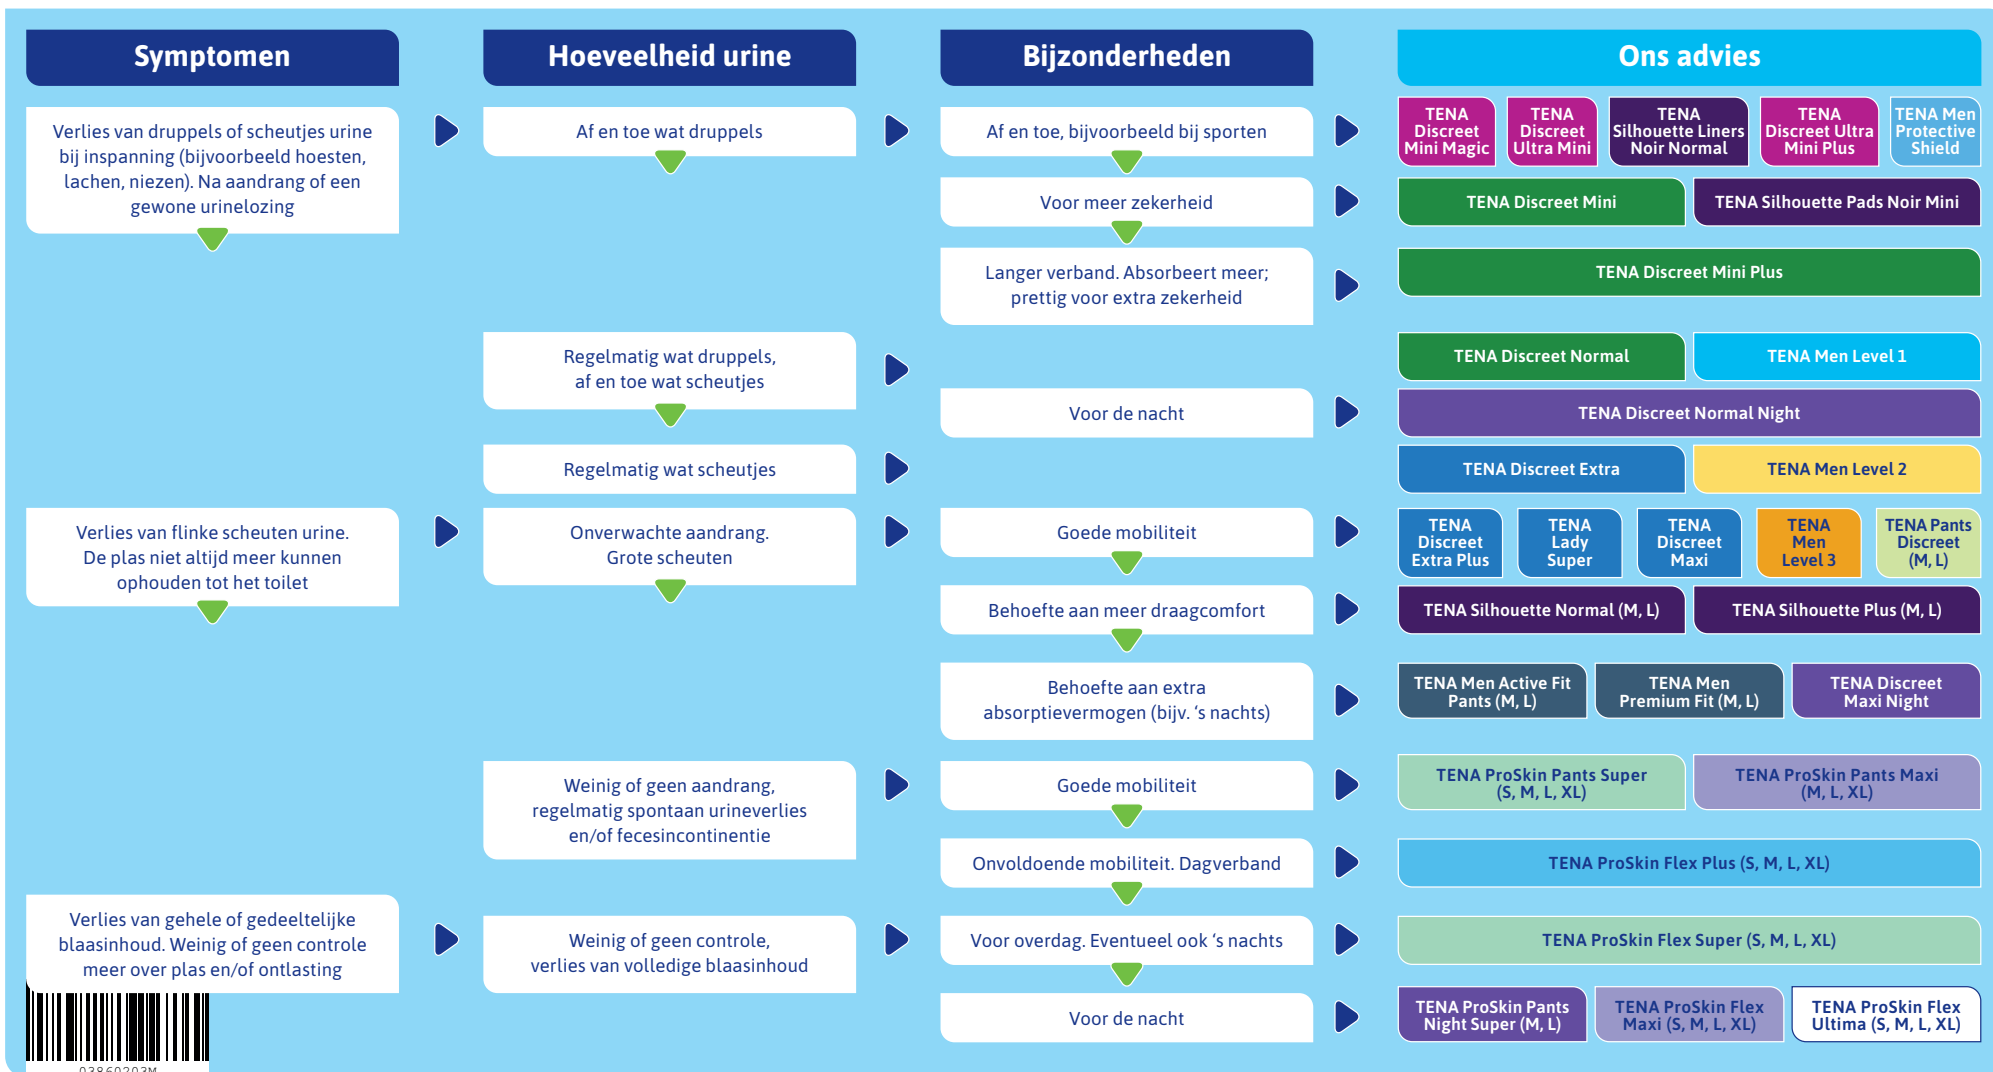 Symptomen
Hoeveelheid urine
Bijzonderheden
Ons advies
Verlies van druppels of scheutjes urine
bij inspanning (bijvoorbeeld hoesten,
lachen, niezen). Na aandrang of een
gewone urinelozing
Af en toe wat druppels
Af en toe, bijvoorbeeld bij sporten
TENA
Discreet
Mini Magic
TENA
Discreet
Ultra Mini
TENA
Silhouette Liners
Noir Normal
TENA
Discreet Ultra
Mini Plus
TENA Men
Protective
Shield
Voor meer zekerheid
TENA Discreet Mini
TENA Silhouette Pads Noir Mini
Langer verband. Absorbeert meer;
prettig voor extra zekerheid
TENA Discreet Mini Plus
Regelmatig wat druppels,
af en toe wat scheutjes
TENA Discreet Normal
TENA Men Level 1
Voor de nacht
TENA Discreet Normal Night
Regelmatig wat scheutjes
TENA Discreet Extra
TENA Men Level 2
Verlies van flinke scheuten urine.
De plas niet altijd meer kunnen
ophouden tot het toilet
Onverwachte aandrang.
Grote scheuten
Goede mobiliteit
TENA
Discreet
Extra Plus
TENA
Lady
Super
TENA
Discreet
Maxi
TENA
Men
Level 3
TENA Pants
Discreet
(M, L)
Behoefte aan meer draagcomfort
TENA Silhouette Normal (M, L)
TENA Silhouette Plus (M, L)
Behoefte aan extra
absorptievermogen (bijv. ‘s nachts)
TENA Men Active Fit
Pants (M, L)
TENA Men
Premium Fit (M, L)
TENA Discreet
Maxi Night
Weinig of geen aandrang,
regelmatig spontaan urineverlies
en/of fecesincontinentie
Goede mobiliteit
TENA ProSkin Pants Super
(S, M, L, XL)
TENA ProSkin Pants Maxi
(M, L, XL)
Onvoldoende mobiliteit. Dagverband
TENA ProSkin Flex Plus (S, M, L, XL)
Verlies van gehele of gedeeltelijke
blaasinhoud. Weinig of geen controle
meer over plas en/of ontlasting
Weinig of geen controle,
verlies van volledige blaasinhoud
Voor overdag. Eventueel ook ‘s nachts
TENA ProSkin Flex Super (S, M, L, XL)
Voor de nacht
TENA ProSkin Pants
Night Super (M, L)
TENA ProSkin Flex
Maxi (S, M, L, XL)
TENA ProSkin Flex
Ultima (S, M, L, XL)
03860203M